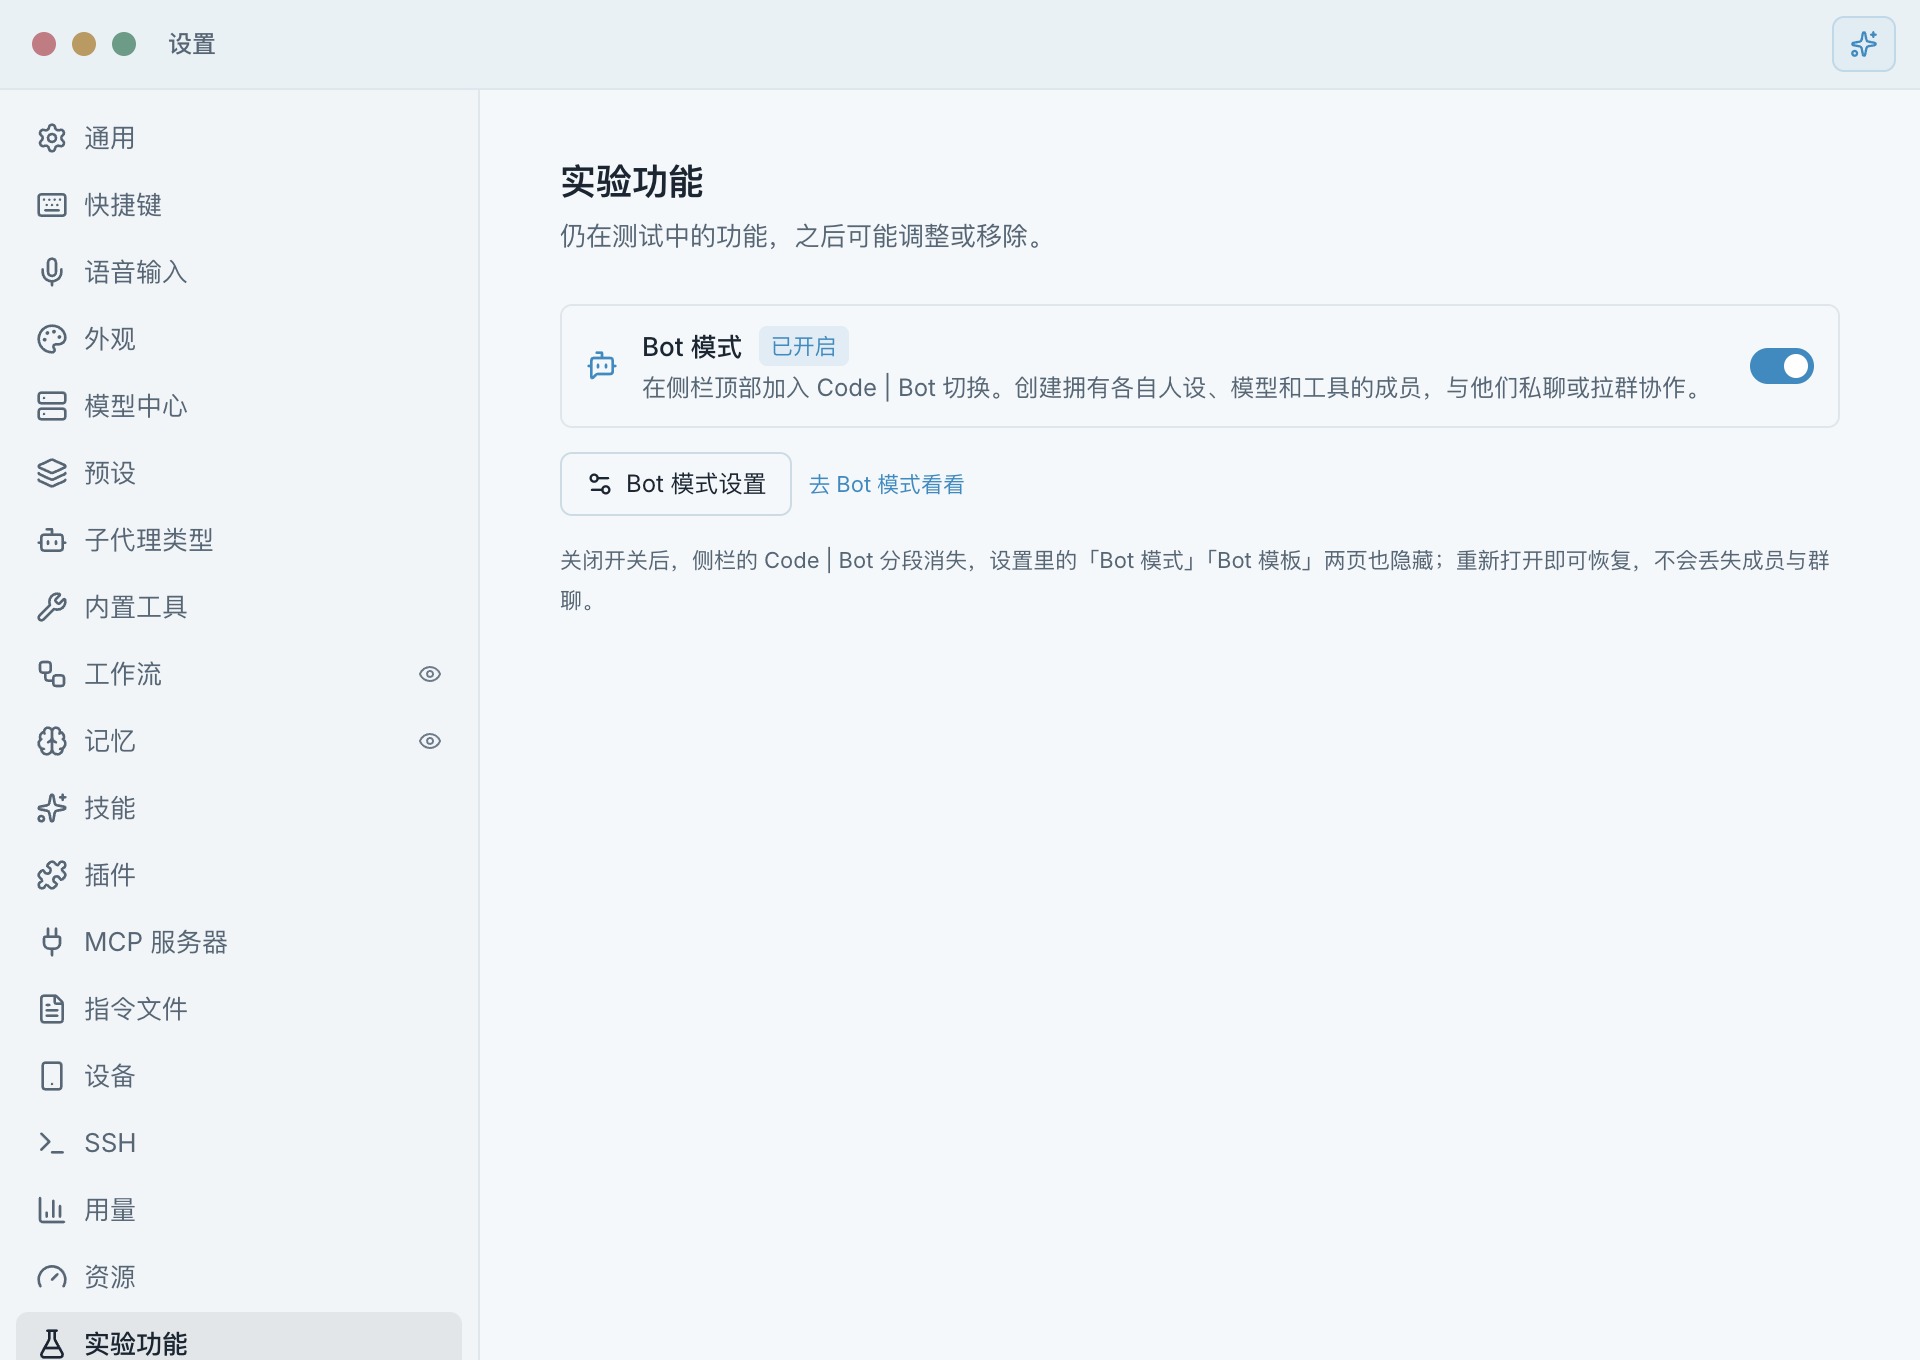 设置
通用
快捷键
语音输入
外观
模型中心
预设
子代理类型
内置工具
工作流
记忆
技能
插件
MCP 服务器
指令文件
设备
SSH
用量
资源
实验功能
实验功能
仍在测试中的功能，之后可能调整或移除。
Bot 模式 已开启
在侧栏顶部加入 Code | Bot 切换。创建拥有各自人设、模型和工具的成员，与他们私聊或拉群协作。
Bot 模式设置 去 Bot 模式看看
关闭开关后，侧栏的 Code | Bot 分段消失，设置里的「Bot 模式」「Bot 模板」两页也隐藏；重新打开即可恢复，不会丢失成员与群
聊。